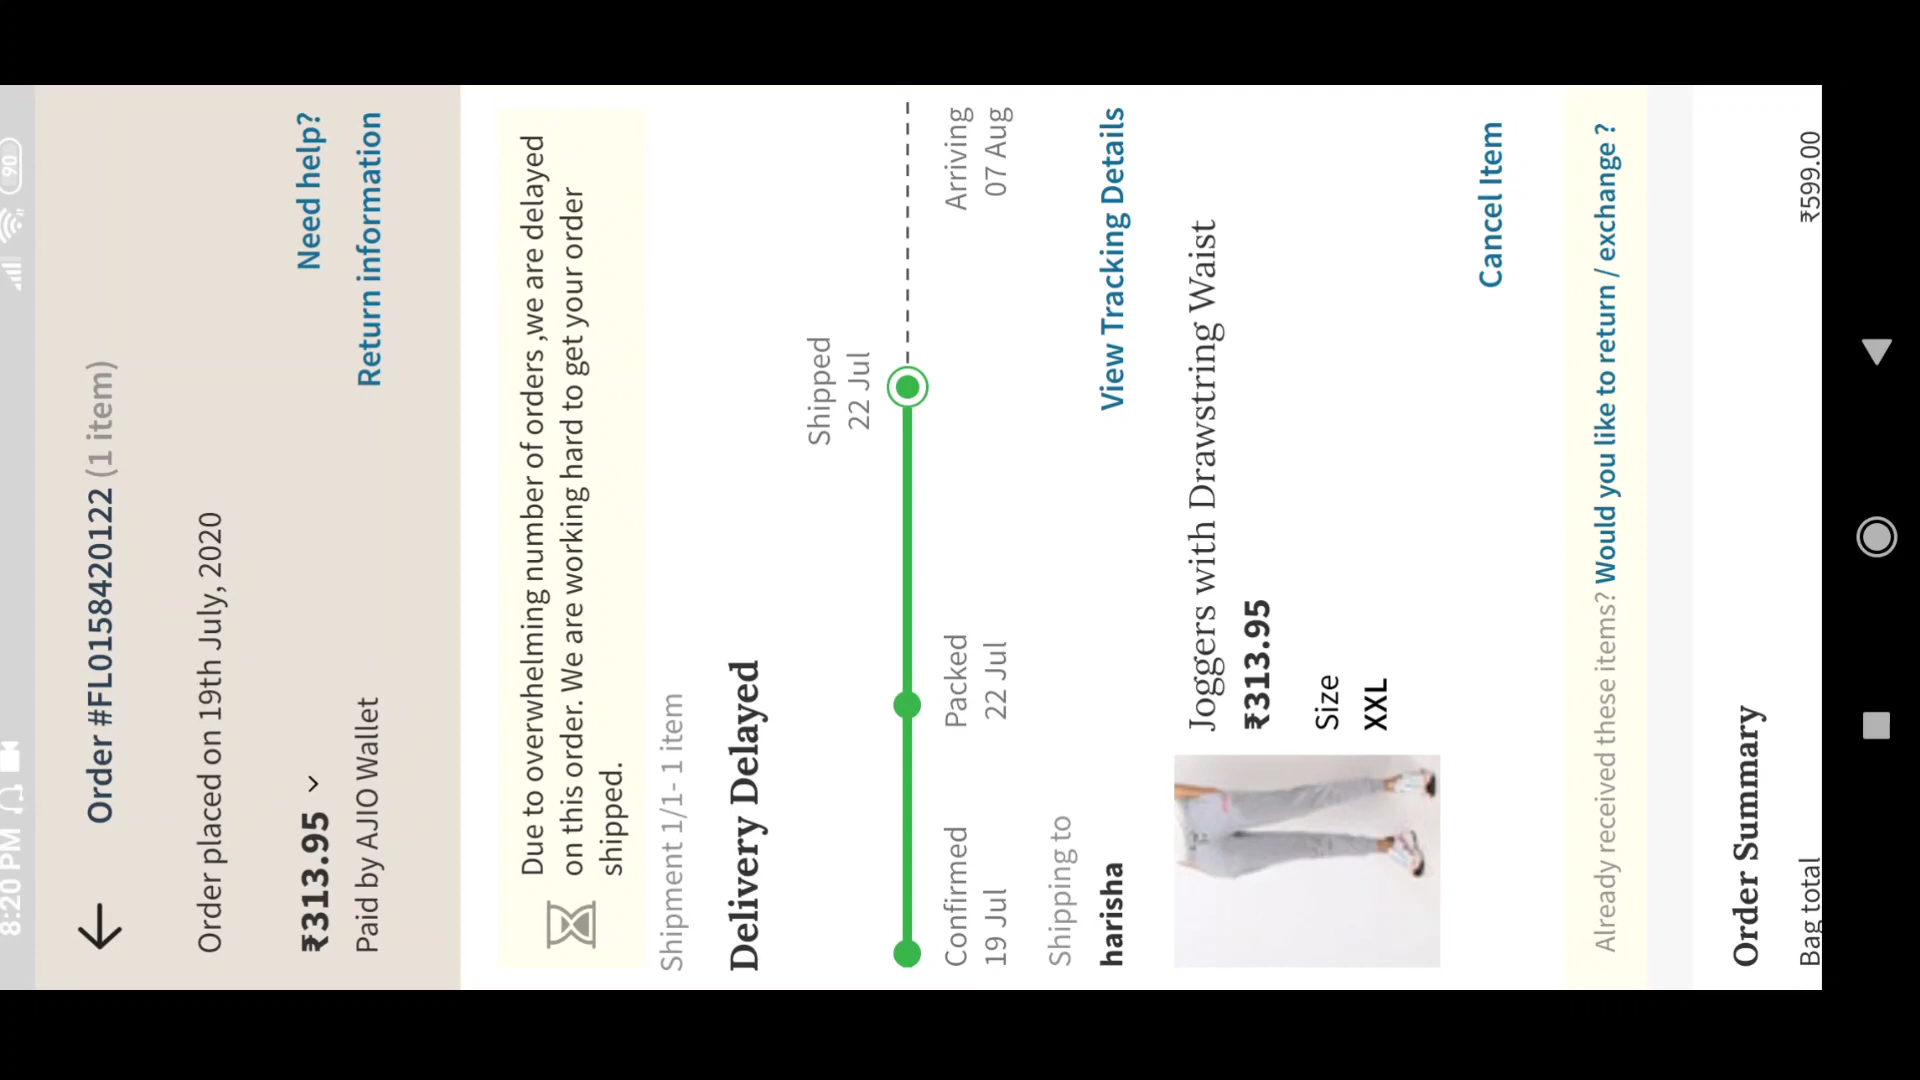 8:20 PM
90
Order #FL0158420122 (1 item)
Order placed on 19th July, 2020
₹313.95
Need help?
Paid by AJIO Wallet
Return information
Due to overwhelming number of orders ,we are delayed
on this order. We are working hard to get your order
shipped.
Shipment 1/1- 1 item
Delivery Delayed
Shipped
22 Jul
Confirmed
19 Jul
Packed
22 Jul
Arriving
07 Aug
Shipping to
harisha
View Tracking Details
Joggers with Drawstring Waist
₹313.95
Size
XXL
Cancel Item
Already received these items? Would you like to return / exchange ?
Order Summary
Bag total ₹599.00